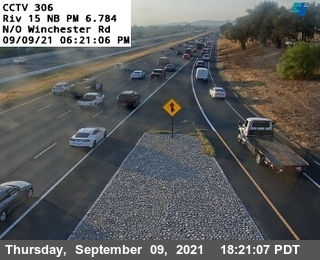 CCTV 306
Riv 15 NB PM 6.784
N/O Winchester Rd
09/09/21 06:21:06 PM
Thursday, September 09, 2021 18:21:07 PDT